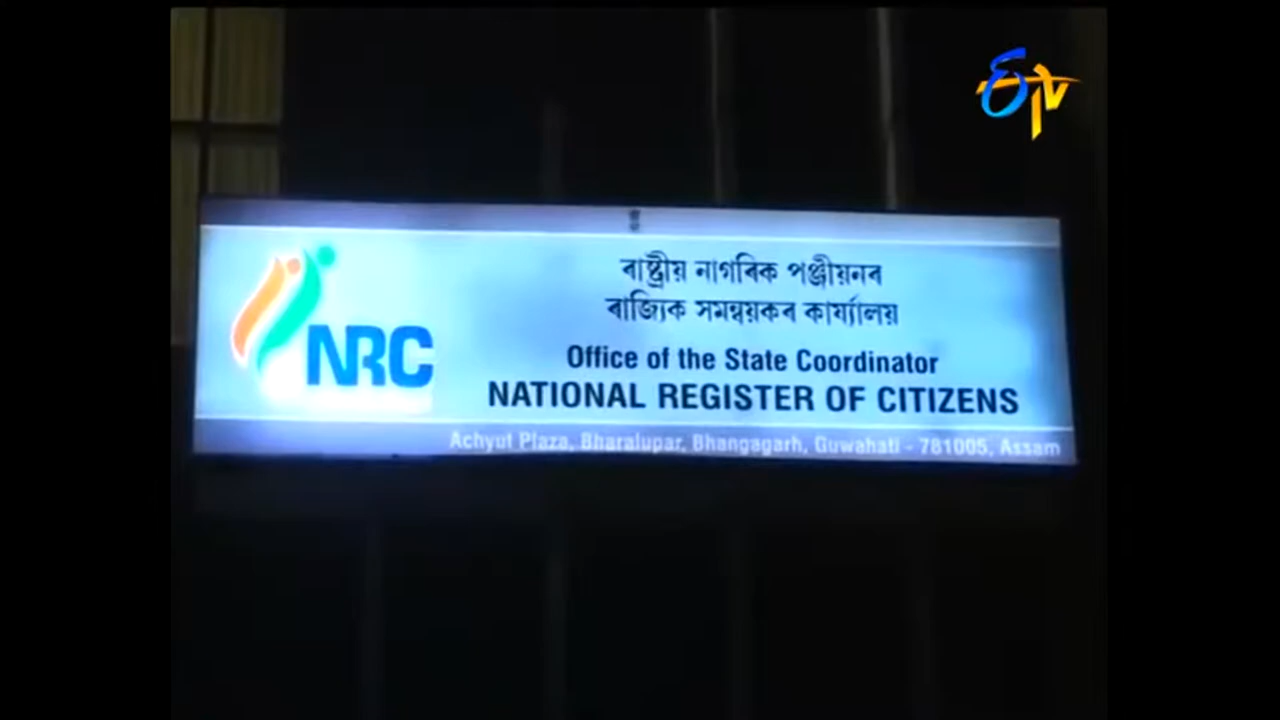 ETV
NRC
ৰাষ্ট্ৰীয় নাগৰিক পঞ্জীয়নৰ
ৰাজ্যিক সমন্বয়কৰ কাৰ্য্যালয়
Office of the State Coordinator
NATIONAL REGISTER OF CITIZENS
Achyut Plaza, Bharalupar, Bhangagarh, Guwahati - 781005, Assam